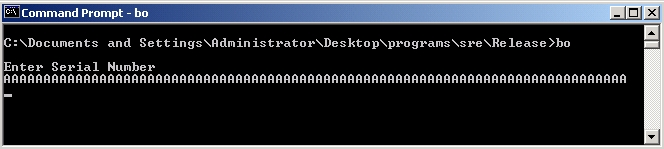 Command Prompt - bo
C:\Documents and Settings\Administrator\Desktop\programs\sre\Release>bo
Enter Serial Number
AAAAAAAAAAAAAAAAAAAAAAAAAAAAAAAAAAAAAAAAAAAAAAAAAAAAAAAAAAAAAAAAAAAAAAAAAAAAAA